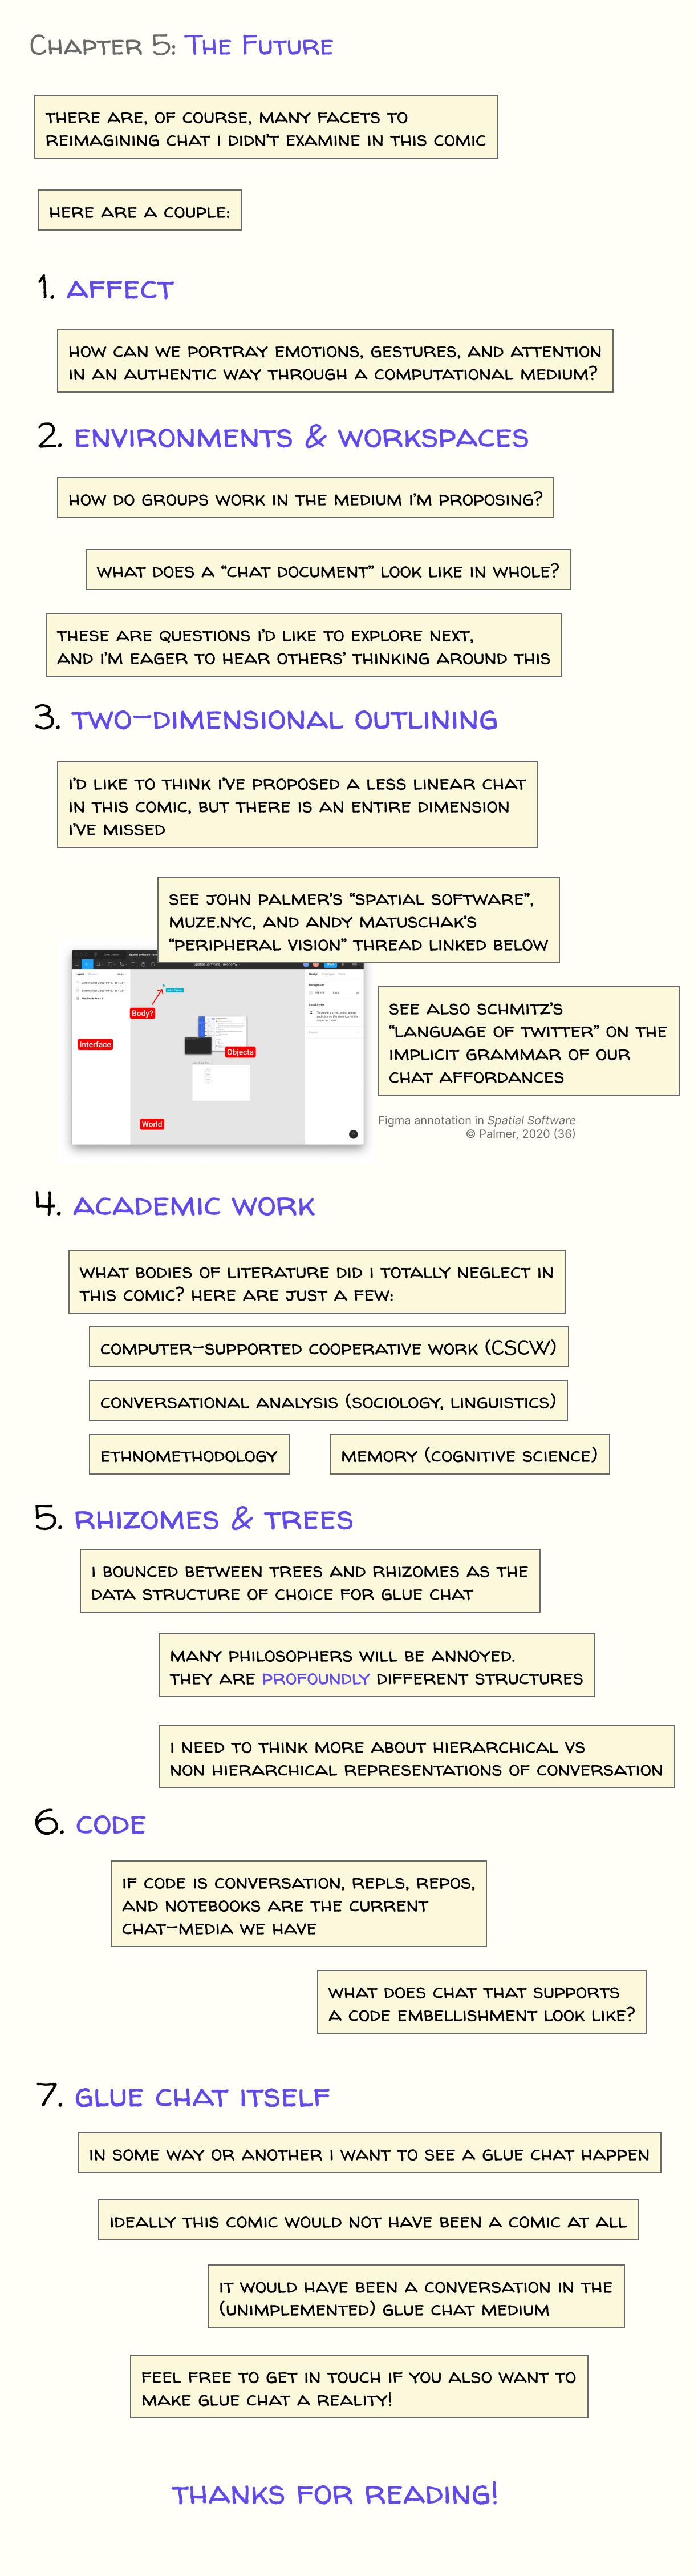 Chapter 5: The Future
THERE ARE, OF COURSE, MANY FACETS TO
REIMAGINING CHAT I DIDN'T EXAMINE IN THIS COMIC
HERE ARE A COUPLE:
1. AFFECT
HOW CAN WE PORTRAY EMOTIONS, GESTURES, AND ATTENTION
IN AN AUTHENTIC WAY THROUGH A COMPUTATIONAL MEDIUM?
2. ENVIRONMENTS & WORKSPACES
HOW DO GROUPS WORK IN THE MEDIUM I'M PROPOSING?
WHAT DOES A “CHAT DOCUMENT” LOOK LIKE IN WHOLE?
THESE ARE QUESTIONS I'D LIKE TO EXPLORE NEXT,
AND I'M EAGER TO HEAR OTHERS' THINKING AROUND THIS
3. TWO-DIMENSIONAL OUTLINING
I'D LIKE TO THINK I'VE PROPOSED A LESS LINEAR CHAT
IN THIS COMIC, BUT THERE IS AN ENTIRE DIMENSION
I'VE MISSED
SEE JOHN PALMER'S “SPATIAL SOFTWARE”,
MUZE.NYC, AND ANDY MATUSCHAK'S
“PERIPHERAL VISION” THREAD LINKED BELOW
Body?
Interface
Objects
World
SEE ALSO SCHMITZ'S
“LANGUAGE OF TWITTER” ON THE
IMPLICIT GRAMMAR OF OUR
CHAT AFFORDANCES
Figma annotation in Spatial Software
© Palmer, 2020 (36)
4. ACADEMIC WORK
WHAT BODIES OF LITERATURE DID I TOTALLY NEGLECT IN
THIS COMIC? HERE ARE JUST A FEW:
COMPUTER-SUPPORTED COOPERATIVE WORK (CSCW)
CONVERSATIONAL ANALYSIS (SOCIOLOGY, LINGUISTICS)
ETHNOMETHODOLOGY
MEMORY (COGNITIVE SCIENCE)
5. RHIZOMES & TREES
I BOUNCED BETWEEN TREES AND RHIZOMES AS THE
DATA STRUCTURE OF CHOICE FOR GLUE CHAT
MANY PHILOSOPHERS WILL BE ANNOYED.
THEY ARE PROFOUNDLY DIFFERENT STRUCTURES
I NEED TO THINK MORE ABOUT HIERARCHICAL VS
NON HIERARCHICAL REPRESENTATIONS OF CONVERSATION
6. CODE
IF CODE IS CONVERSATION, REPLS, REPOS,
AND NOTEBOOKS ARE THE CURRENT
CHAT-MEDIA WE HAVE
WHAT DOES CHAT THAT SUPPORTS
A CODE EMBELLISHMENT LOOK LIKE?
7. GLUE CHAT ITSELF
IN SOME WAY OR ANOTHER I WANT TO SEE A GLUE CHAT HAPPEN
IDEALLY THIS COMIC WOULD NOT HAVE BEEN A COMIC AT ALL
IT WOULD HAVE BEEN A CONVERSATION IN THE
(UNIMPLEMENTED) GLUE CHAT MEDIUM
FEEL FREE TO GET IN TOUCH IF YOU ALSO WANT TO
MAKE GLUE CHAT A REALITY!
THANKS FOR READING!